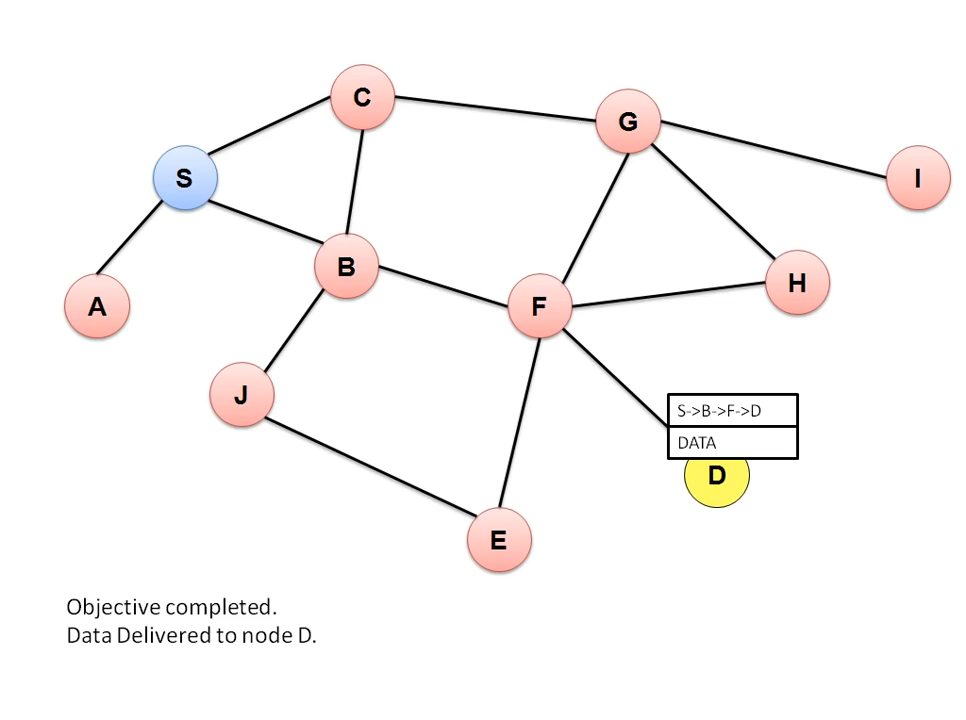 C
G
S
I
B
H
A
F
J
S->B->F->D
DATA
D
E
Objective completed.
Data Delivered to node D.